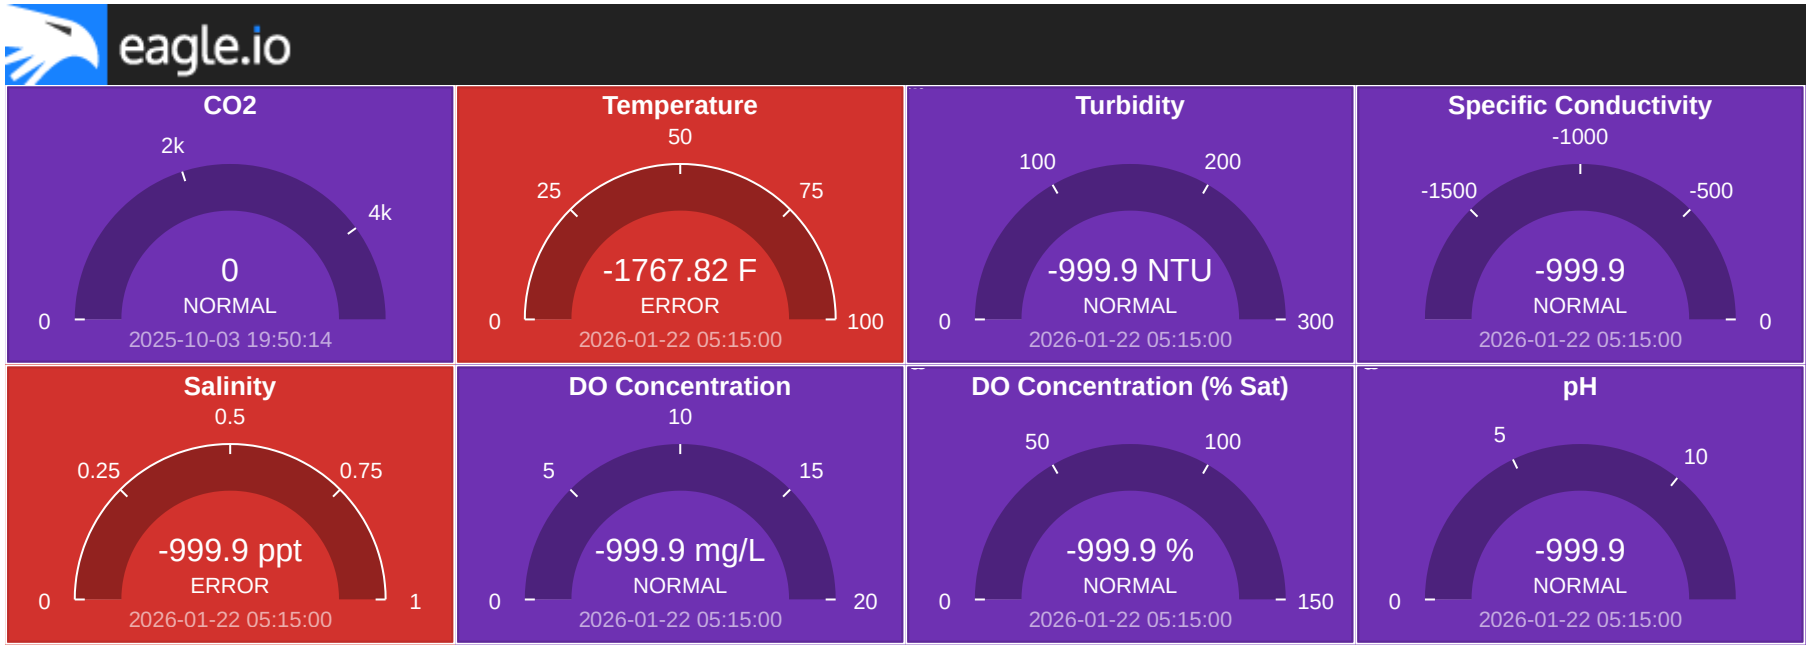 eagle.io
CO2
2k
4k
0
NORMAL
0
2025-10-03 19:50:14
Temperature
50
25
75
-1767.82 F
ERROR
0
100
2026-01-22 05:15:00
Turbidity
100
200
-999.9 NTU
NORMAL
0
300
2026-01-22 05:15:00
Specific Conductivity
-1000
-1500
-500
-999.9
NORMAL
0
2026-01-22 05:15:00
Salinity
0.5
0.25
0.75
-999.9 ppt
ERROR
0
1
2026-01-22 05:15:00
DO Concentration
10
5
15
-999.9 mg/L
NORMAL
0
20
2026-01-22 05:15:00
DO Concentration (% Sat)
50
100
-999.9 %
NORMAL
0
150
2026-01-22 05:15:00
pH
5
10
-999.9
NORMAL
0
2026-01-22 05:15:00